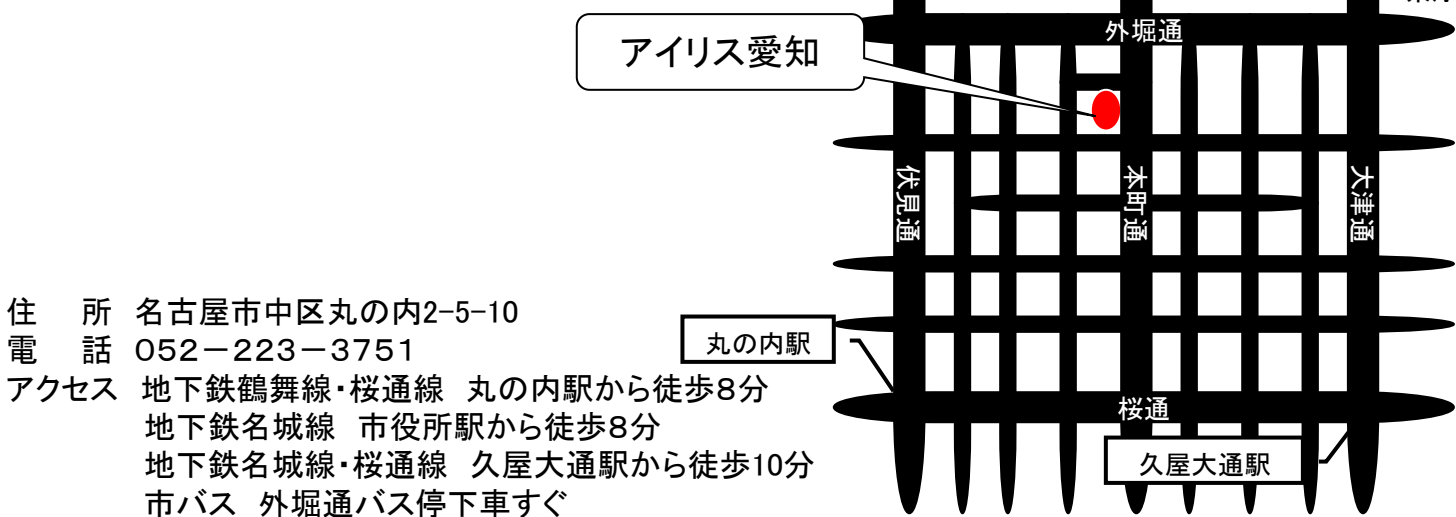 外堀通
アイリス愛知
伏見通
本町通
大津通
住　所 名古屋市中区丸の内2-5-10
電　話 052－223－3751
丸の内駅
アクセス 地下鉄鶴舞線・桜通線 丸の内駅から徒歩8分
地下鉄名城線 市役所駅から徒歩8分
桜通
地下鉄名城線・桜通線 久屋大通駅から徒歩10分
久屋大通駅
市バス 外堀通バス停下車すぐ